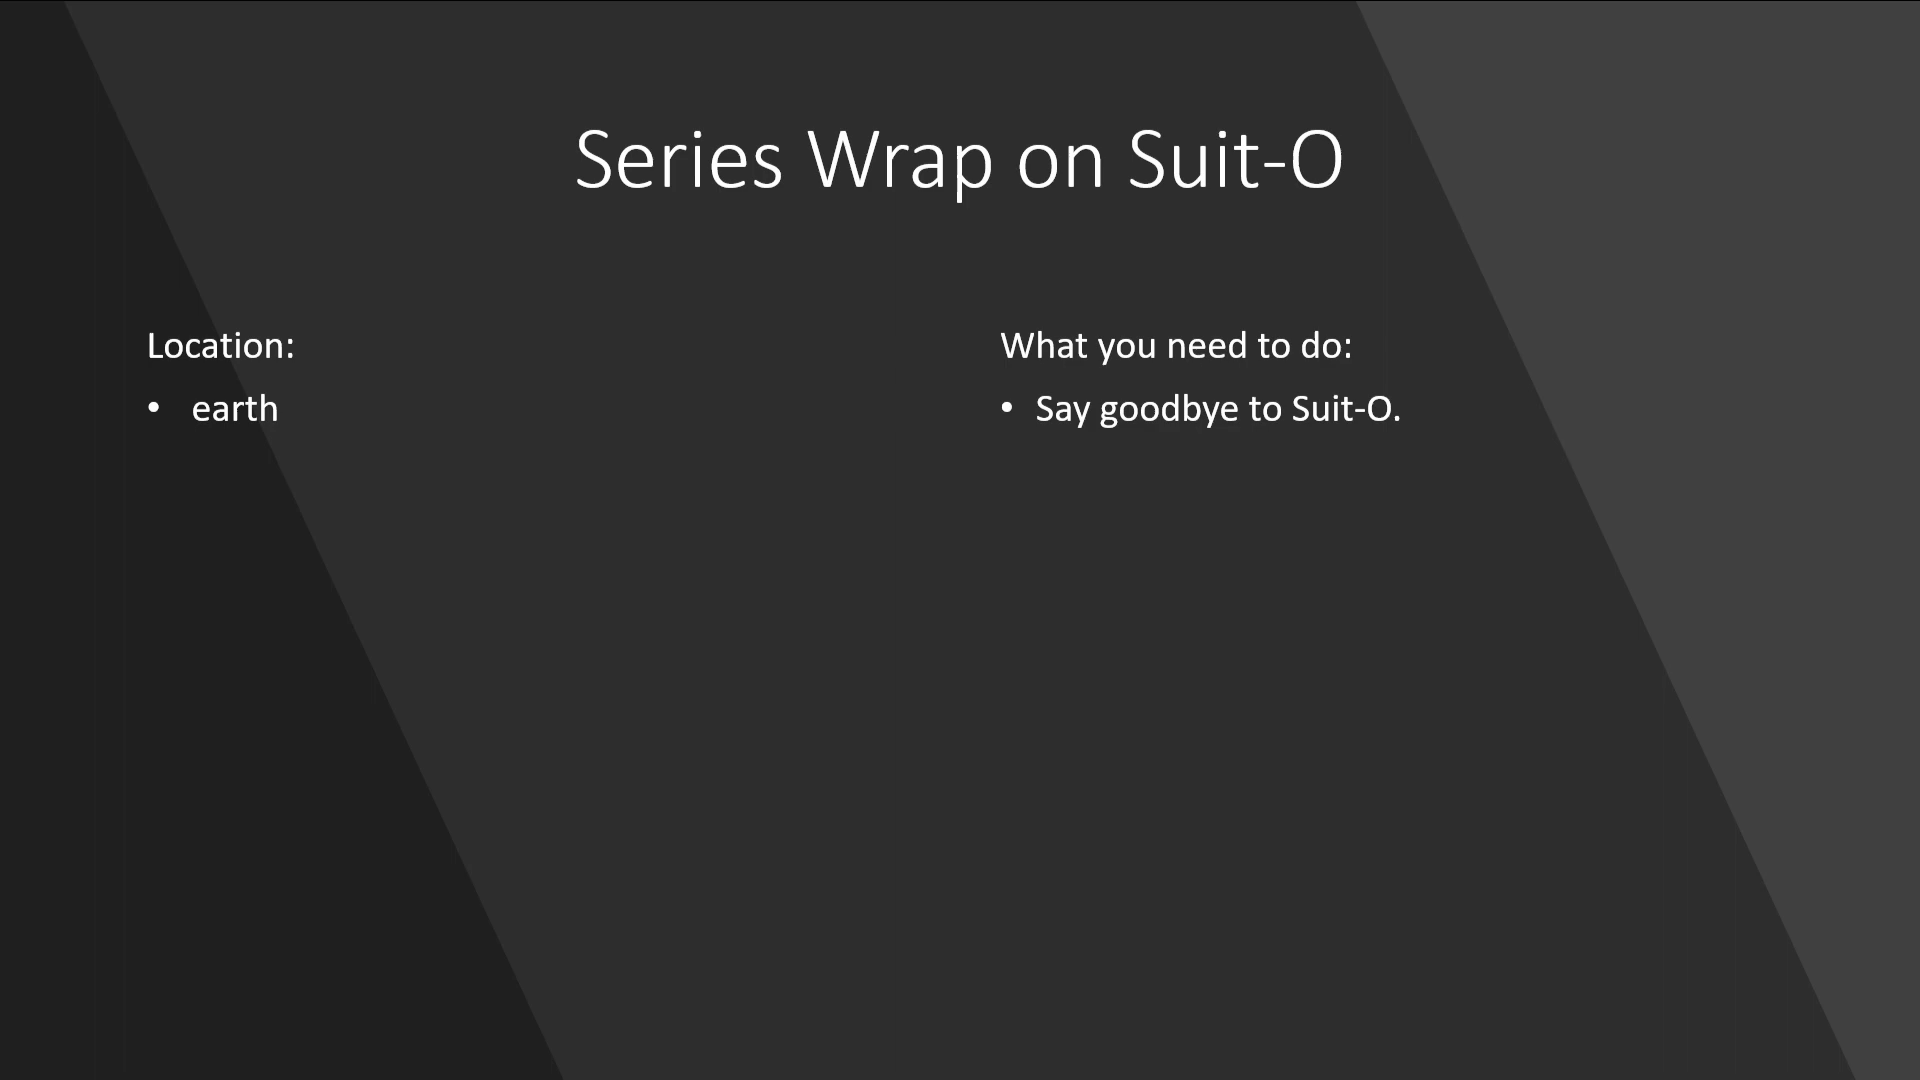 Series Wrap on Suit-O
Location:
• earth
What you need to do:
• Say goodbye to Suit-O.